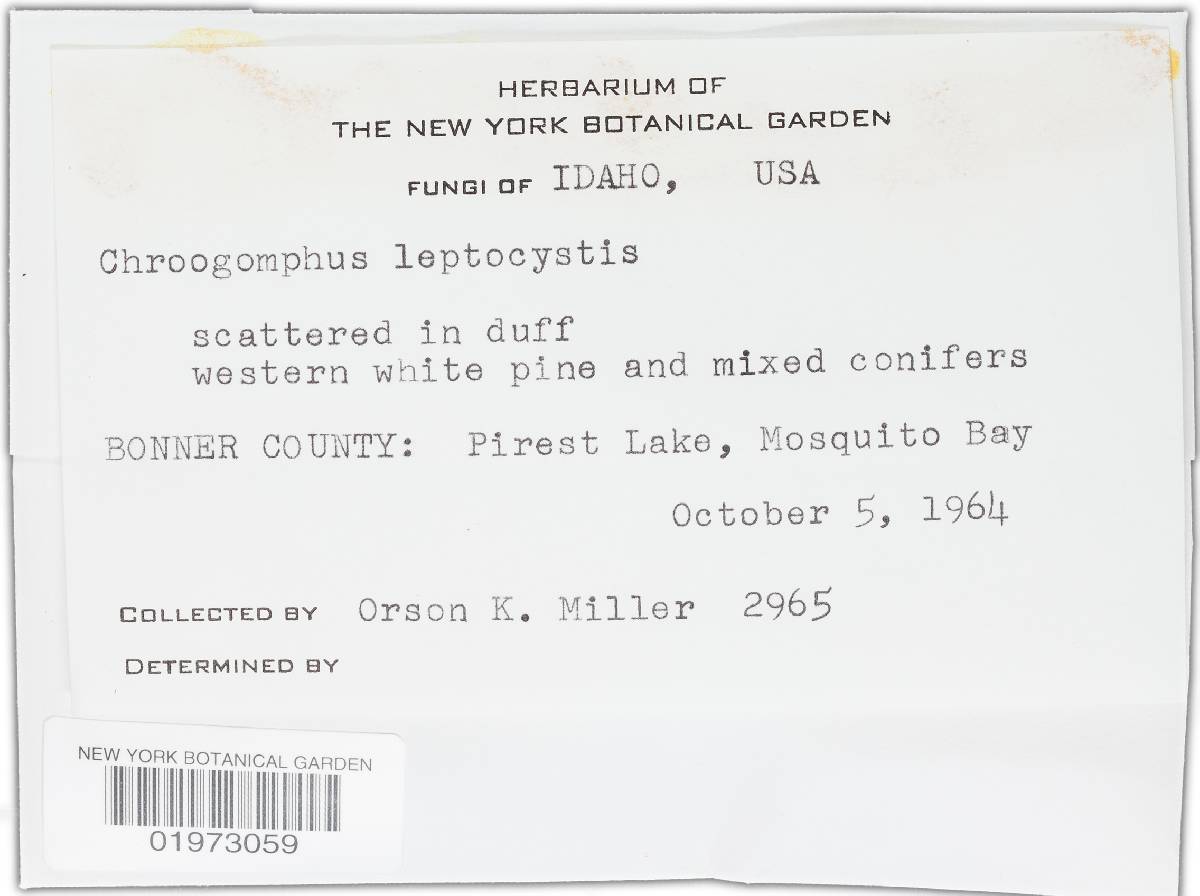 HERBARIUM OF
THE NEW YORK BOTANICAL GARDEN
FUNGI OF IDAHO, USA
Chroogomphus leptocystis
scattered in duff
western white pine and mixed conifers
BONNER COUNTY: Pirest Lake, Mosquito Bay
October 5, 1964
COLLECTED BY Orson K. Miller 2965
DETERMINED BY
NEW YORK BOTANICAL GARDEN
01973059